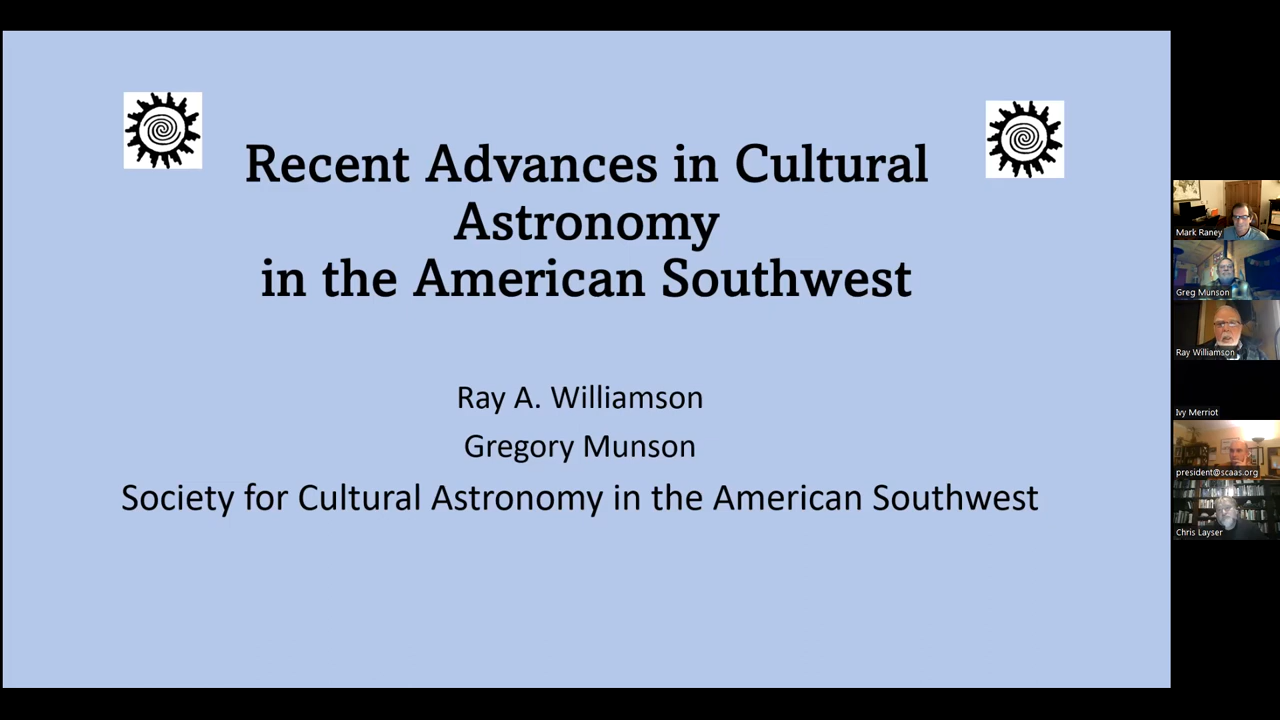 Recent Advances in Cultural
Astronomy
in the American Southwest
Ray A. Williamson
Gregory Munson
Society for Cultural Astronomy in the American Southwest
Mark Raney
Greg Munson
Ray Williamson
Ivy Merriot
president@scaas.org
Chris Layser